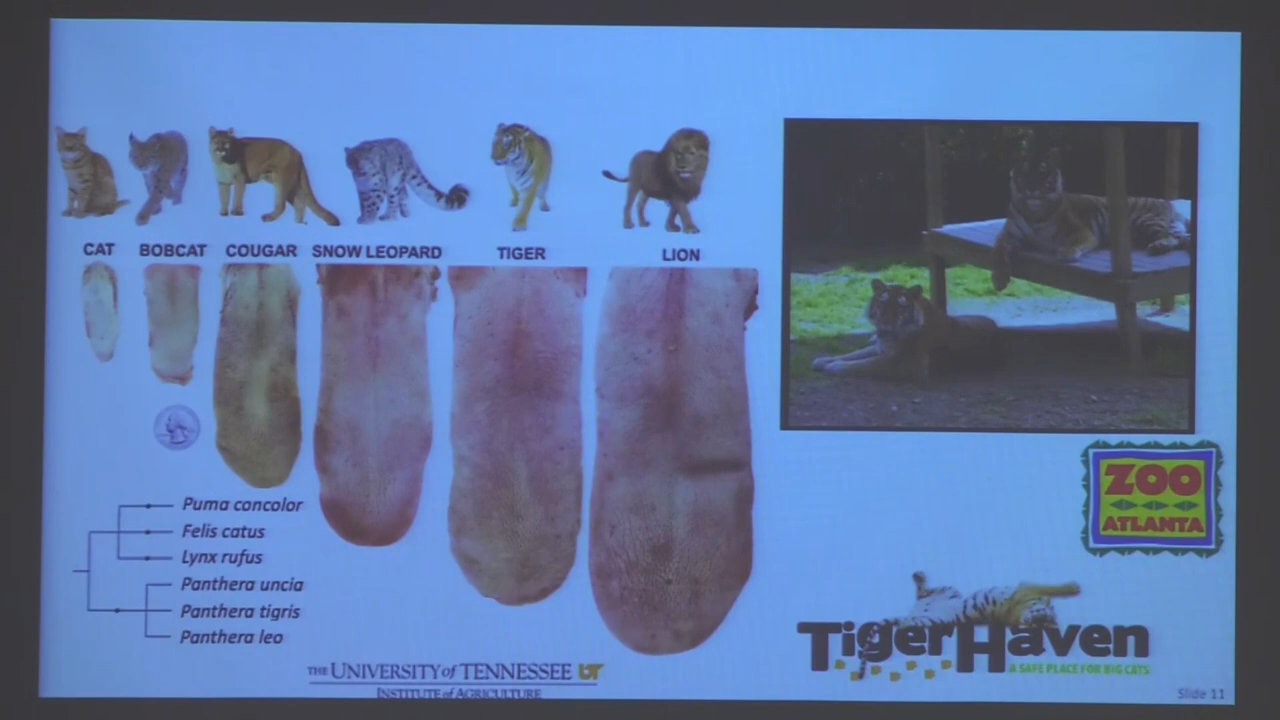 CAT
BOBCAT
COUGAR
SNOW LEOPARD
TIGER
LION
Puma concolor
Felis catus
Lynx rufus
Panthera uncia
Panthera tigris
Panthera leo
THE UNIVERSITY of TENNESSEE UT
INSTITUTE of AGRICULTURE
ZOO
ATLANTA
TigerHaven
A SAFE PLACE FOR BIG CATS
Slide 11